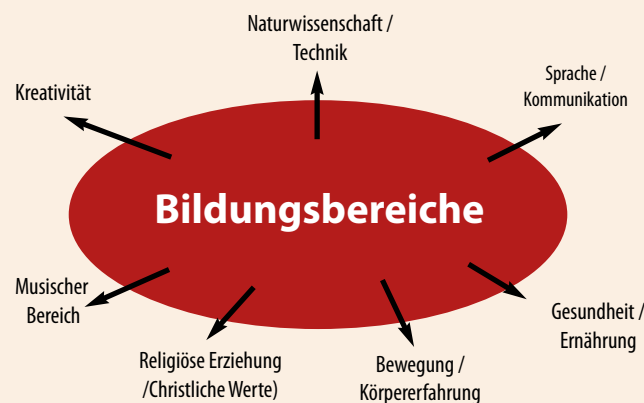 Naturwissenschaft /
Technik
Kreativität
Sprache /
Kommunikation
Bildungsbereiche
Musischer
Bereich
Religiöse Erziehung
/Christliche Werte)
Bewegung /
Körpererfahrung
Gesundheit /
Ernährung